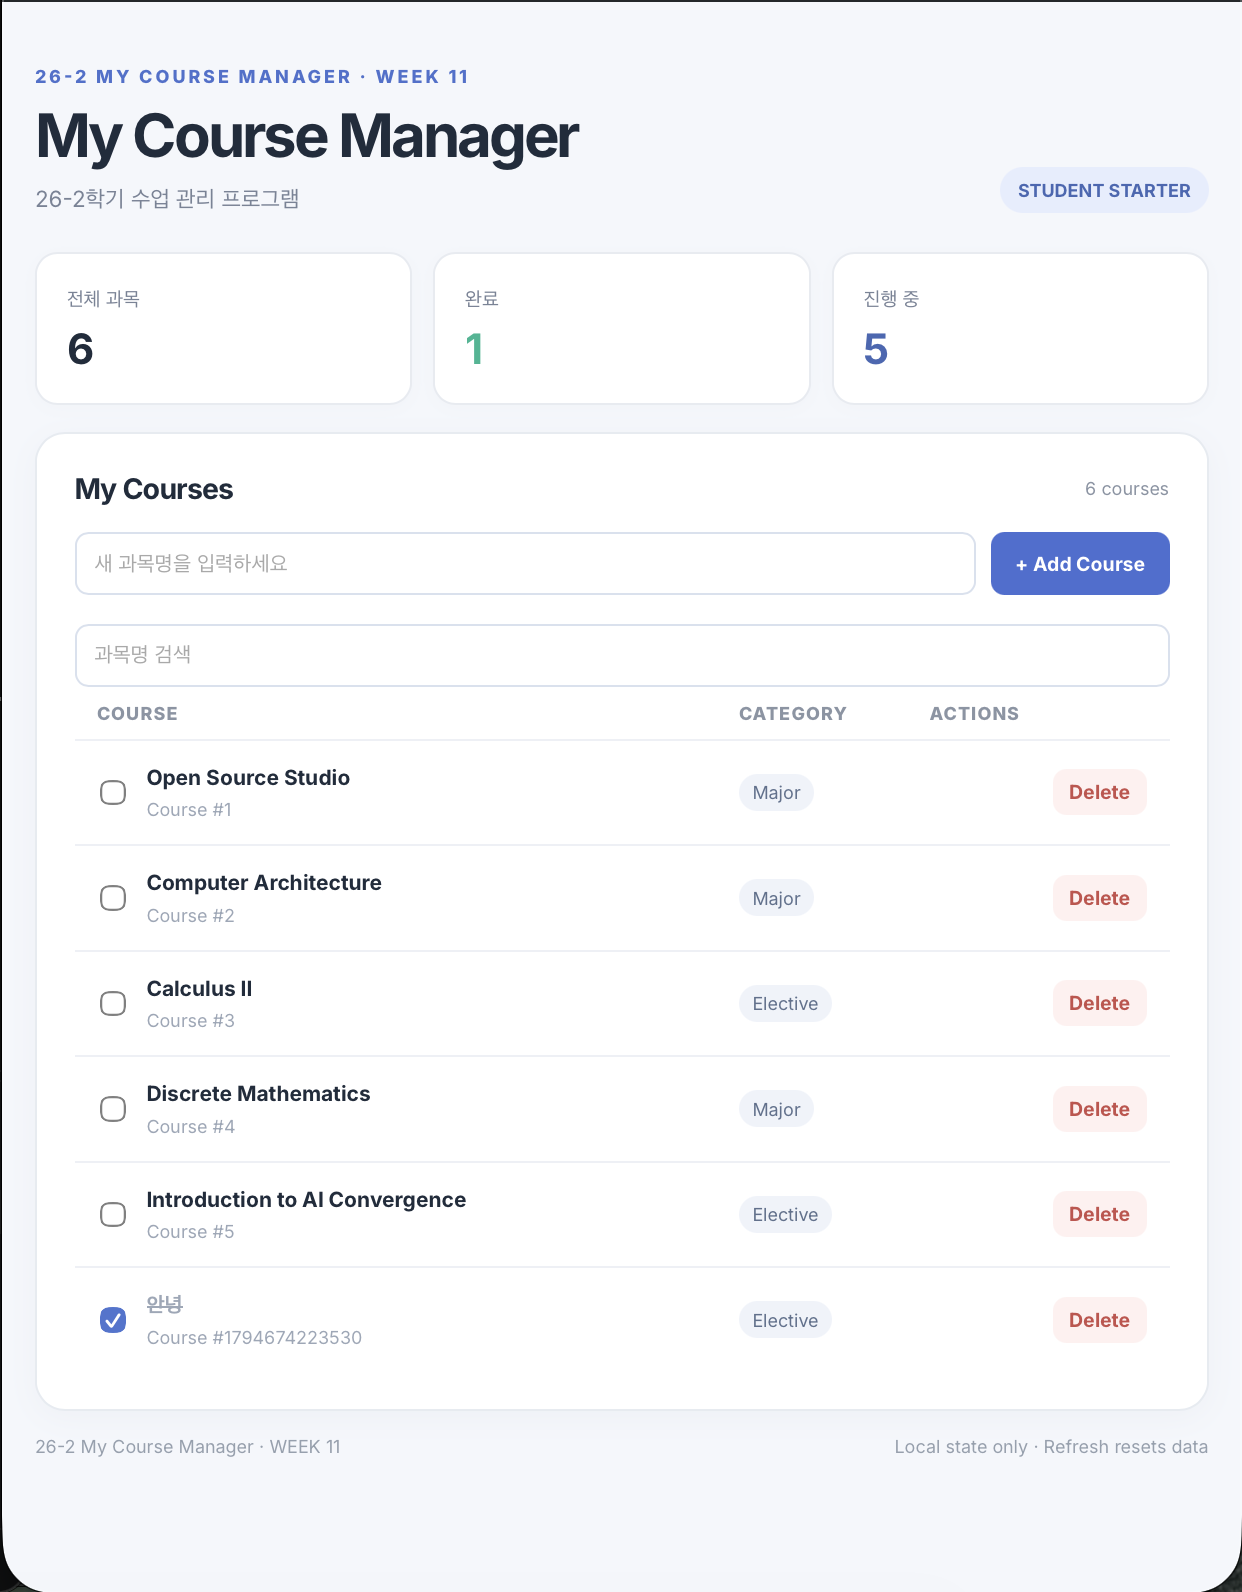 26-2 MY COURSE MANAGER · WEEK 11
My Course Manager
26-2학기 수업 관리 프로그램
STUDENT STARTER
전체 과목
6
완료
1
진행 중
5
My Courses
6 courses
새 과목명을 입력하세요
+ Add Course
과목명 검색
COURSE CATEGORY ACTIONS
Open Source Studio
Course #1
Major
Delete
Computer Architecture
Course #2
Major
Delete
Calculus II
Course #3
Elective
Delete
Discrete Mathematics
Course #4
Major
Delete
Introduction to AI Convergence
Course #5
Elective
Delete
안녕
Course #1794674223530
Elective
Delete
26-2 My Course Manager · WEEK 11
Local state only · Refresh resets data